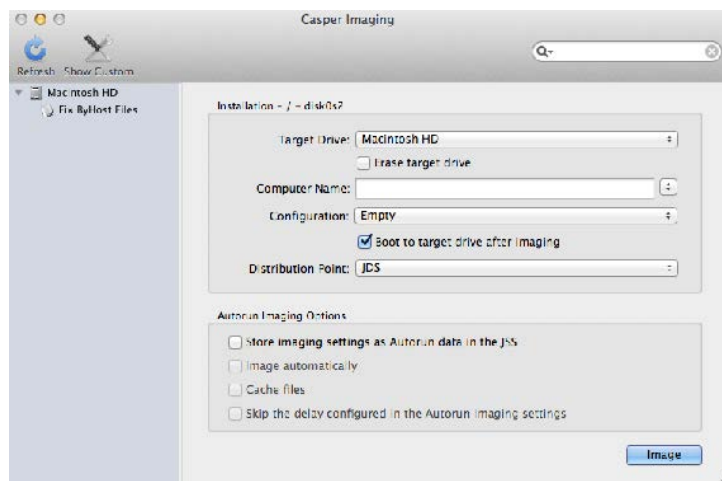 Casper Imaging
Refresh Show Custom
Macintosh HD
Fix ByHost Files
Installation - / - disk0s2
Target Drive: Macintosh HD
Erase target drive
Computer Name:
Configuration: Empty
Boot to target drive after imaging
Distribution Point: JDS
Autorun Imaging Options
Store imaging settings as Autorun data in the JSS
Image automatically
Cache files
Skip the delay configured in the Autorun Imaging settings
Image